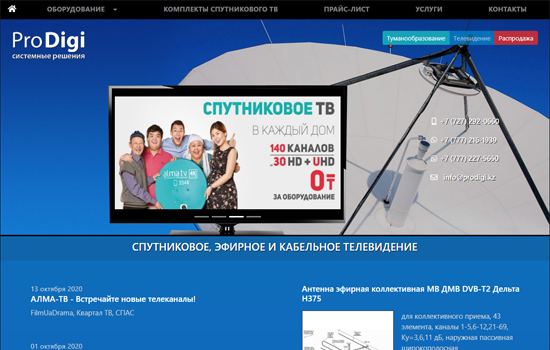 ОБОРУДОВАНИЕ КОМПЛЕКТЫ СПУТНИКОВОГО ТВ ПРАЙС-ЛИСТ УСЛУГИ КОНТАКТЫ
ProDigi
системные решения
Туманообразование Телевидение Распродажа
СПУТНИКОВОЕ ТВ
В КАЖДЫЙ ДОМ
140 КАНАЛОВ
30 HD + UHD
0₸
ЗА ОБОРУДОВАНИЕ
alma tv
+7 (727) 292-0660
+7 (777) 216-1939
+7 (777) 227-5650
info@prodigi.kz
СПУТНИКОВОЕ, ЭФИРНОЕ И КАБЕЛЬНОЕ ТЕЛЕВИДЕНИЕ
13 октября 2020
АЛМА-ТВ - Встречайте новые телеканалы!
FilmUaDrama, Квартал ТВ, СПАС
01 октября 2020
Антенна эфирная коллективная МВ ДМВ DVB-T2 Дельта
Н375
для коллективного приема, 43
элемента, каналы 1-5,6-12,21-69,
Ку=3,6,11 дБ, наружная пассивная
широкополосная